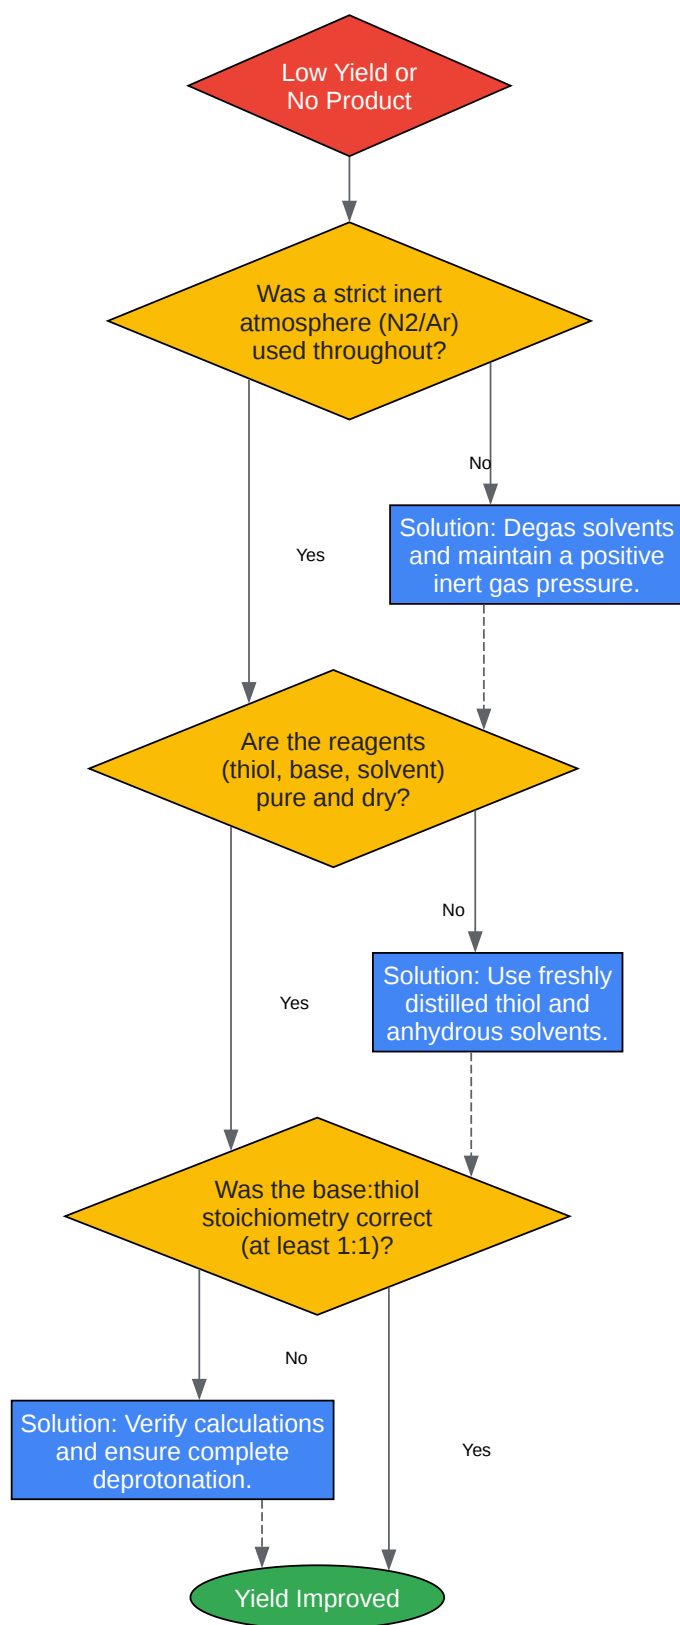 Low Yield or
No Product
Was a strict inert
atmosphere (N2/Ar)
used throughout?
No
Yes
Solution: Degas solvents
and maintain a positive
inert gas pressure.
Are the reagents
(thiol, base, solvent)
pure and dry?
No
Yes
Solution: Use freshly
distilled thiol and
anhydrous solvents.
Was the base:thiol
stoichiometry correct
(at least 1:1)?
No
Yes
Solution: Verify calculations
and ensure complete
deprotonation.
Yield Improved